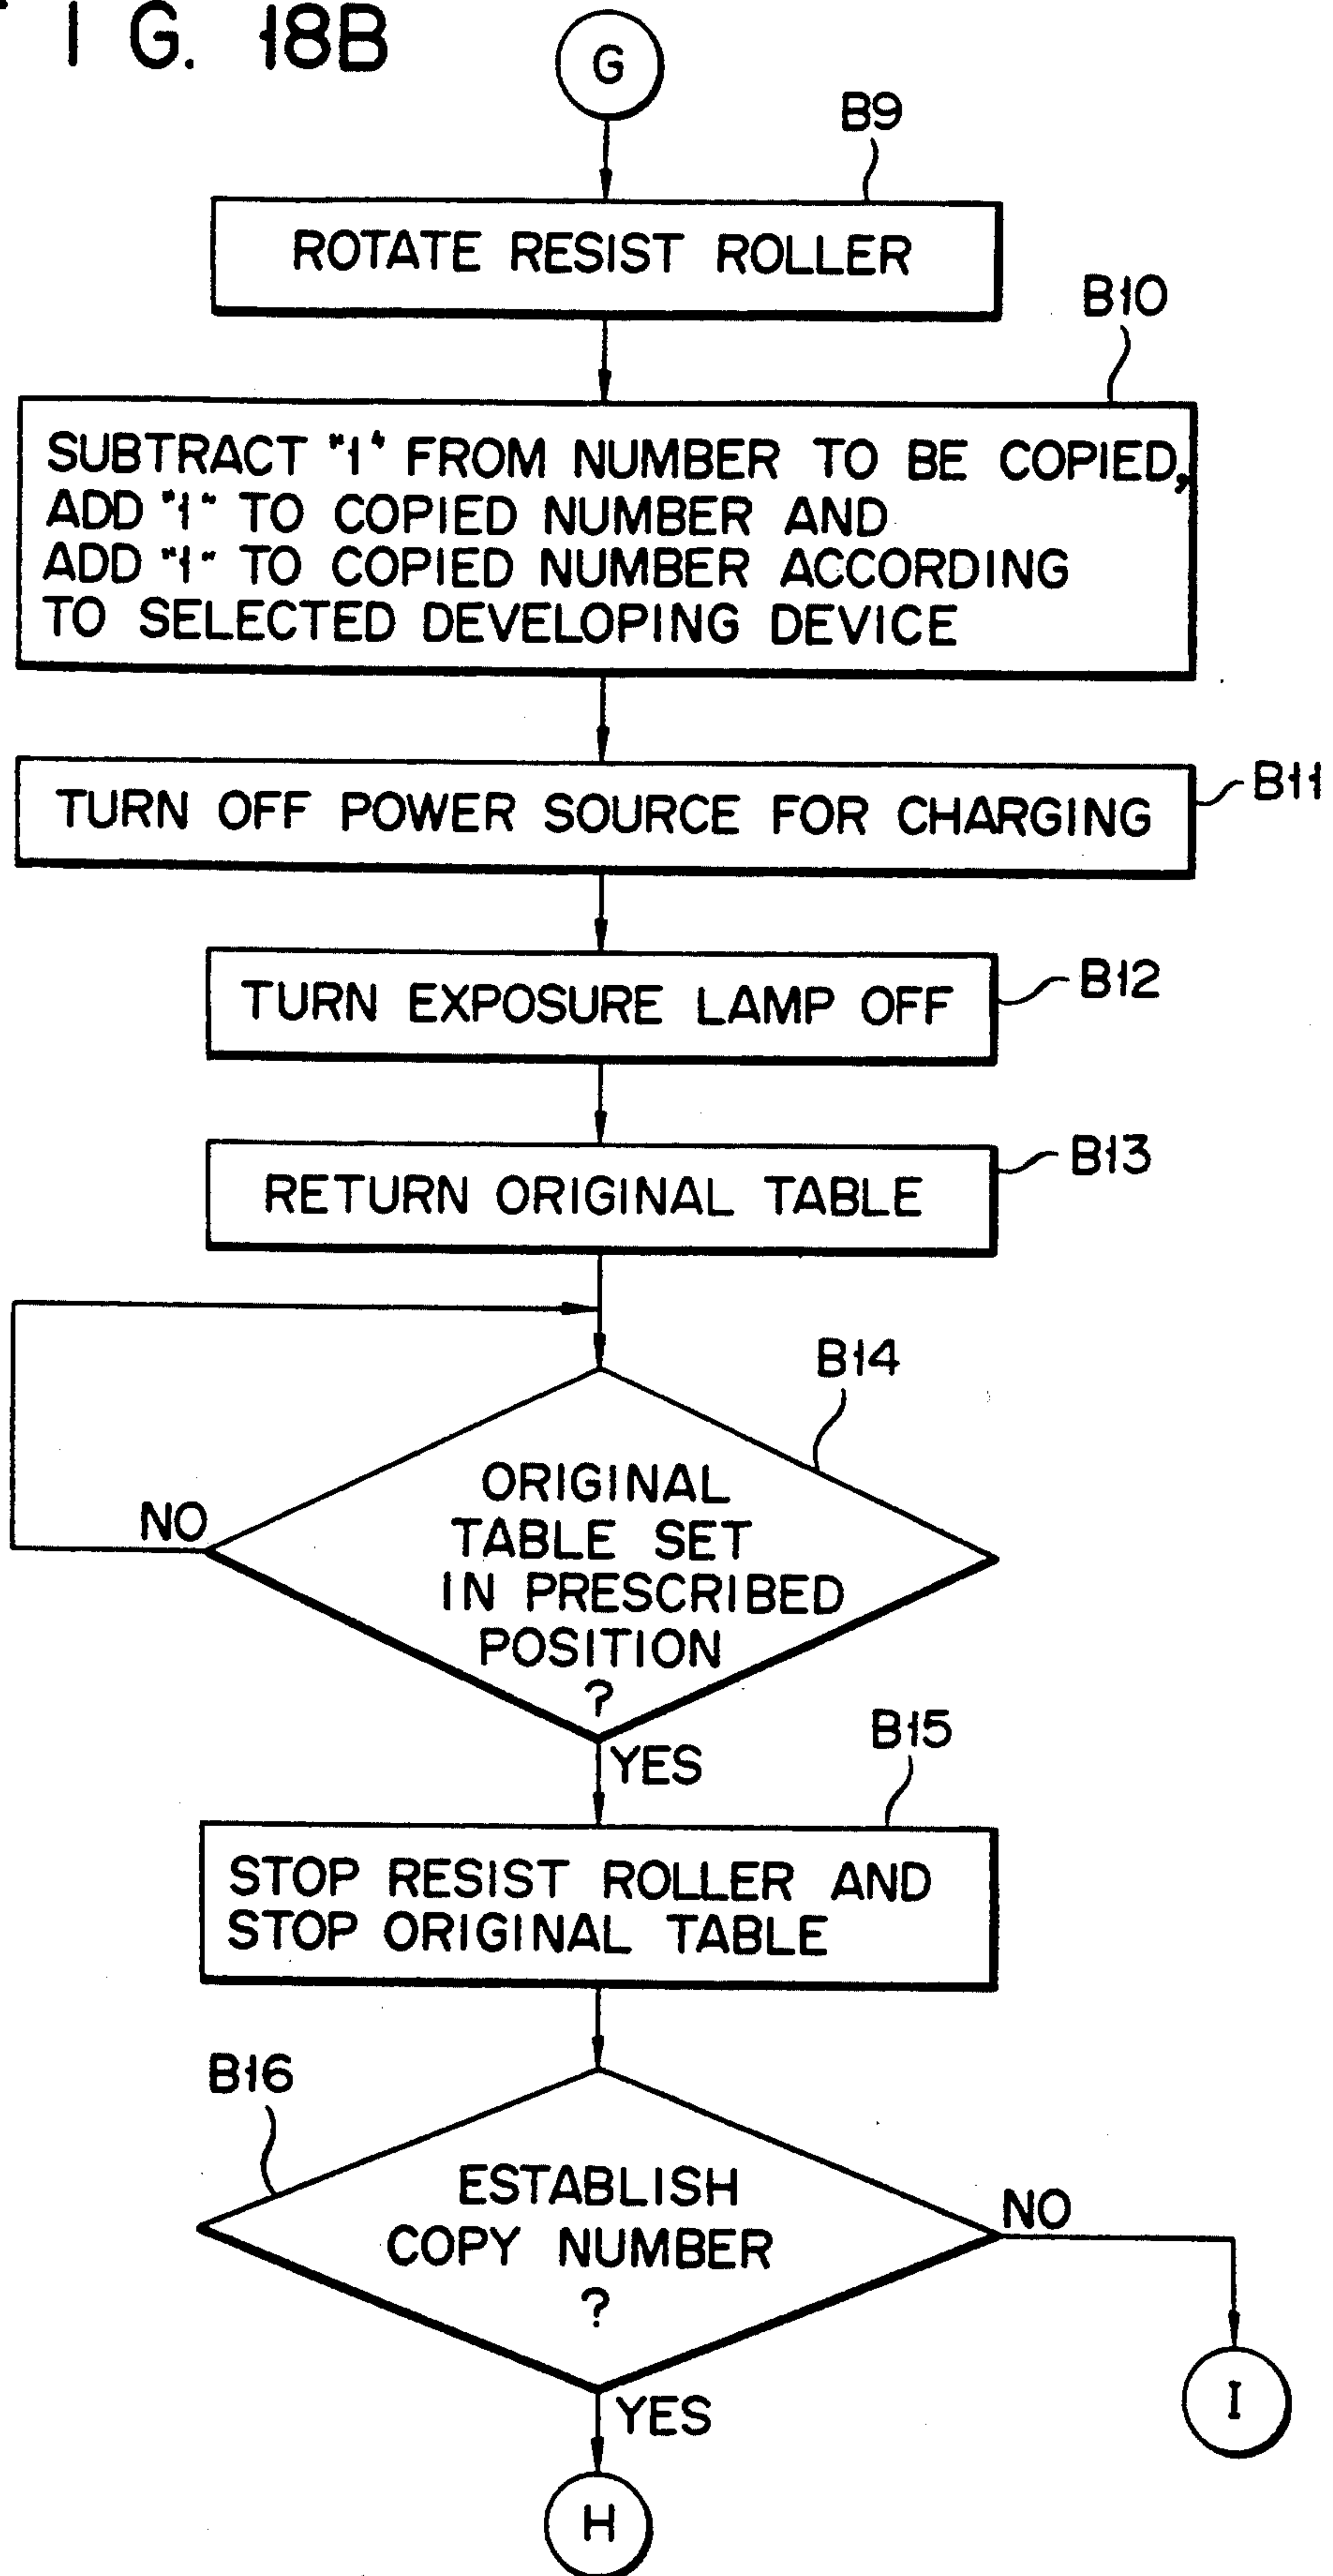 I G. 18B
G
B9
ROTATE RESIST ROLLER
B10
SUBTRACT "1" FROM NUMBER TO BE COPIED,
ADD "1" TO COPIED NUMBER AND
ADD "1" TO COPIED NUMBER ACCORDING
TO SELECTED DEVELOPING DEVICE
TURN OFF POWER SOURCE FOR CHARGING
B11
TURN EXPOSURE LAMP OFF
B12
RETURN ORIGINAL TABLE
B13
B14
NO
ORIGINAL
TABLE SET
IN PRESCRIBED
POSITION
?
YES
B15
STOP RESIST ROLLER AND
STOP ORIGINAL TABLE
B16
ESTABLISH
COPY NUMBER
?
NO
I
YES
H